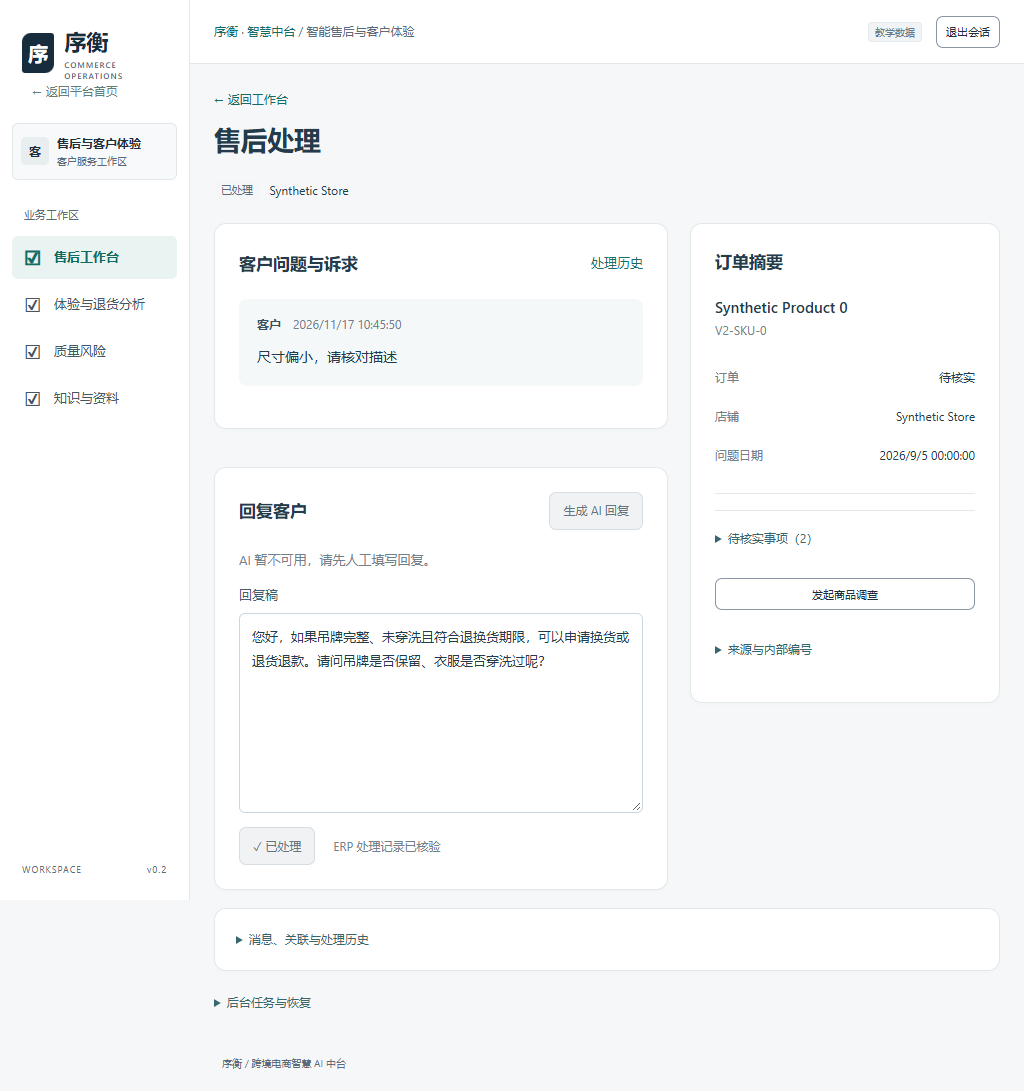 序
序衡
COMMERCE
OPERATIONS
← 返回平台首页
客
售后与客户体验
客户服务工作区
业务工作区
售后工作台
体验与退货分析
质量风险
知识与资料
WORKSPACE
v0.2
序衡 · 智慧中台 / 智能售后与客户体验
教学数据
退出会话
← 返回工作台
售后处理
已处理
Synthetic Store
客户问题与诉求
处理历史
客户 2026/11/17 10:45:50
尺寸偏小，请核对描述
回复客户
生成 AI 回复
AI 暂不可用，请先人工填写回复。
回复稿
您好，如果吊牌完整、未穿洗且符合退换货期限，可以申请换货或
退货退款。请问吊牌是否保留、衣服是否穿洗过呢？
✓ 已处理
ERP 处理记录已核验
订单摘要
Synthetic Product 0
V2-SKU-0
订单 待核实
店铺 Synthetic Store
问题日期 2026/9/5 00:00:00
▶ 待核实事项（2）
发起商品调查
▶ 来源与内部编号
▶ 消息、关联与处理历史
▶ 后台任务与恢复
序衡 / 跨境电商智慧 AI 中台